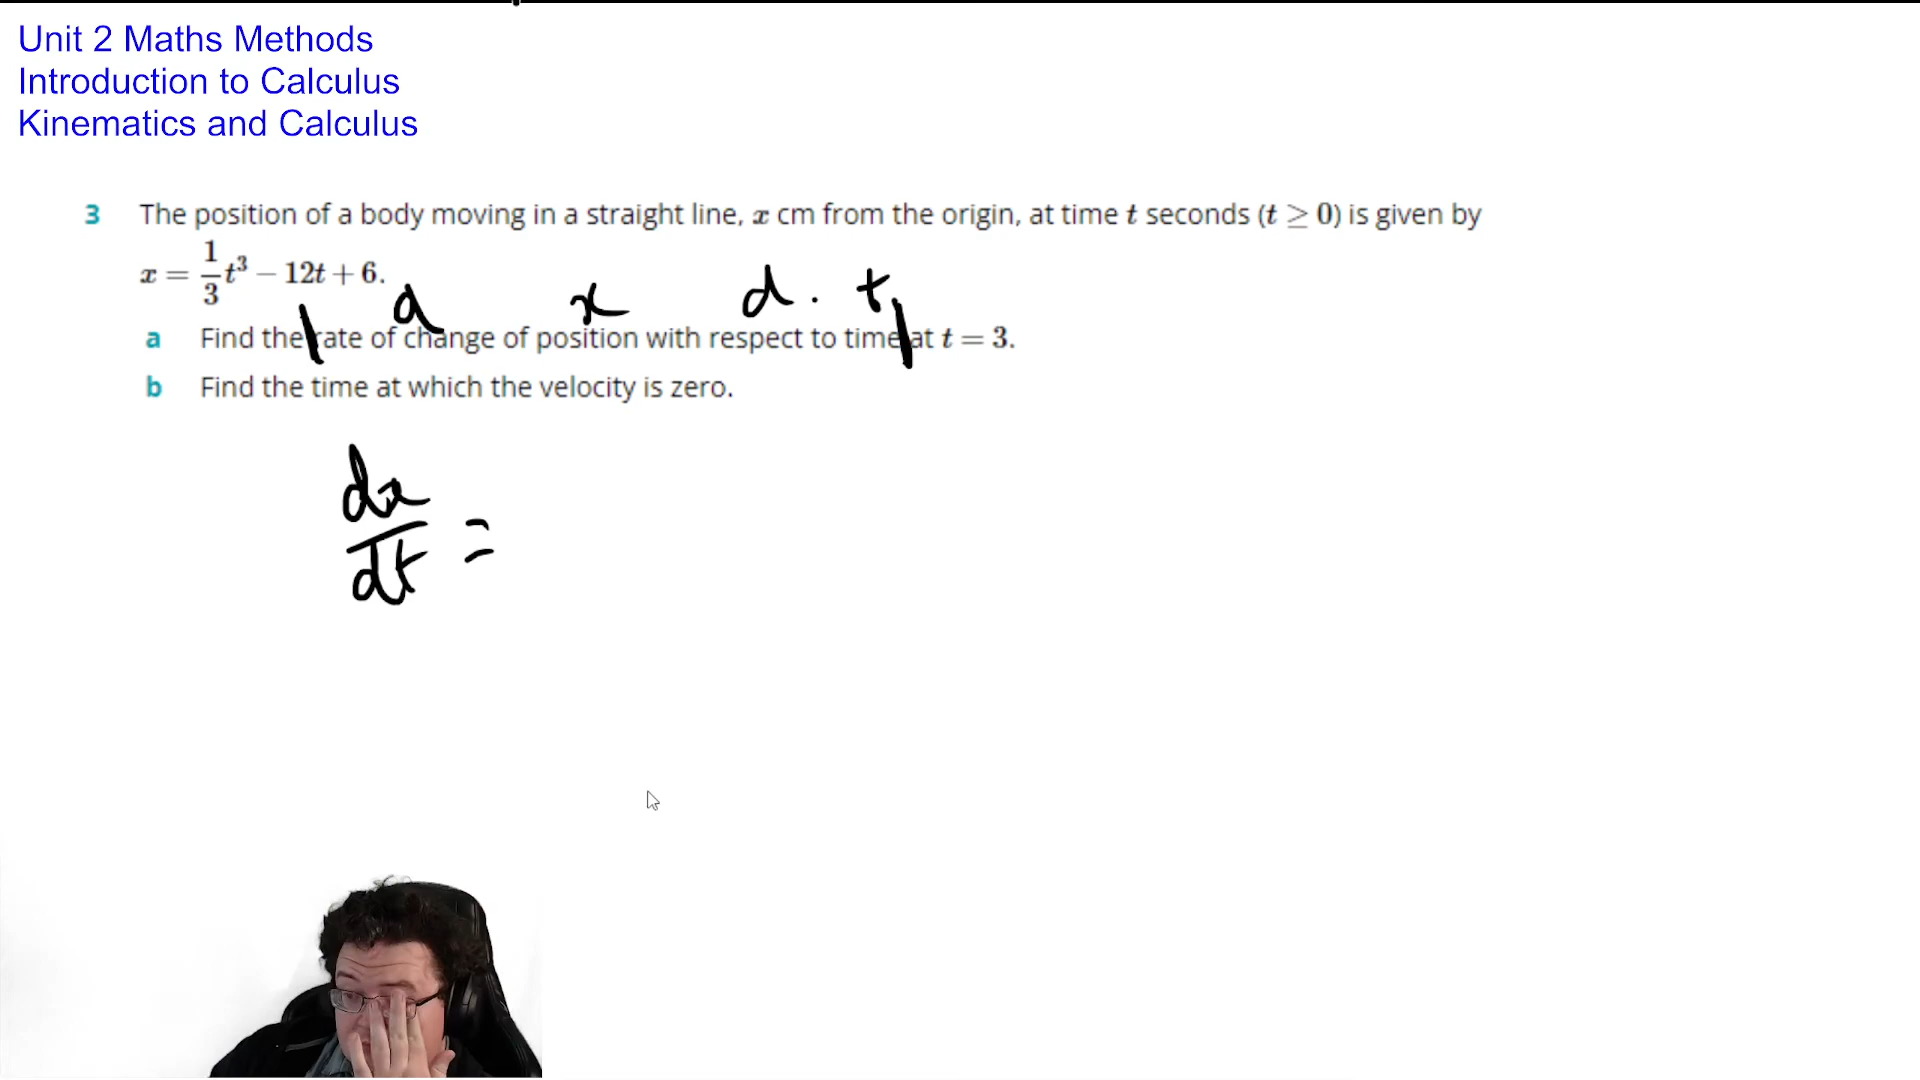 Unit 2 Maths Methods
Introduction to Calculus
Kinematics and Calculus
3 The position of a body moving in a straight line, x cm from the origin, at time t seconds (t ≥ 0) is given by
x = 1/3 t³ − 12t + 6.
d x d. t
a Find the rate of change of position with respect to time at t = 3.
b Find the time at which the velocity is zero.
dx/dt =